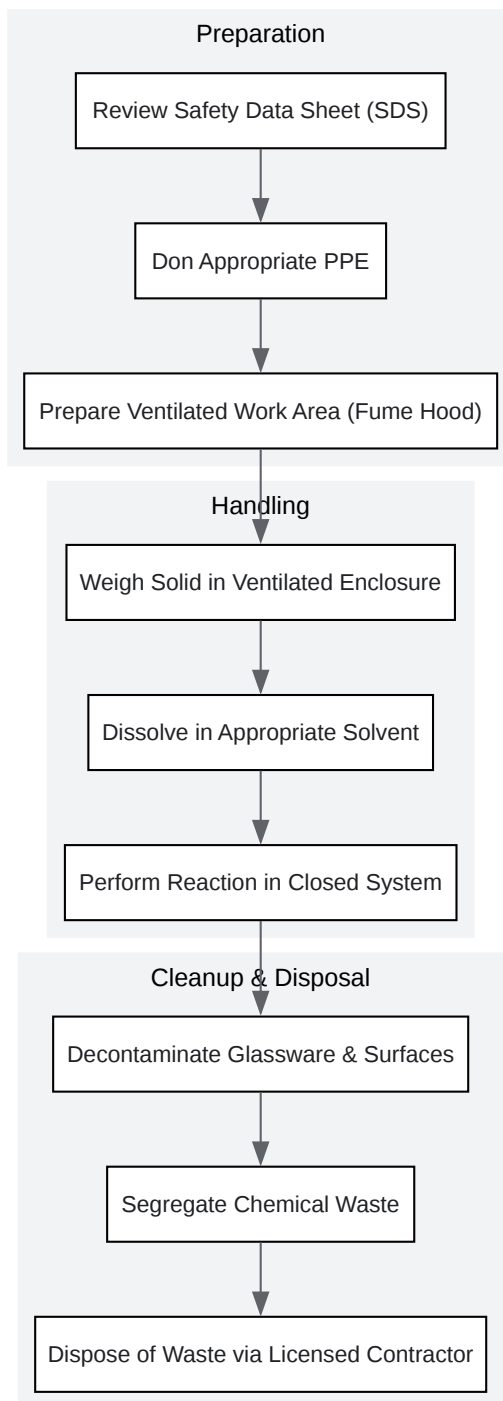 Preparation
Review Safety Data Sheet (SDS)
Don Appropriate PPE
Prepare Ventilated Work Area (Fume Hood)
Handling
Weigh Solid in Ventilated Enclosure
Dissolve in Appropriate Solvent
Perform Reaction in Closed System
Cleanup & Disposal
Decontaminate Glassware & Surfaces
Segregate Chemical Waste
Dispose of Waste via Licensed Contractor